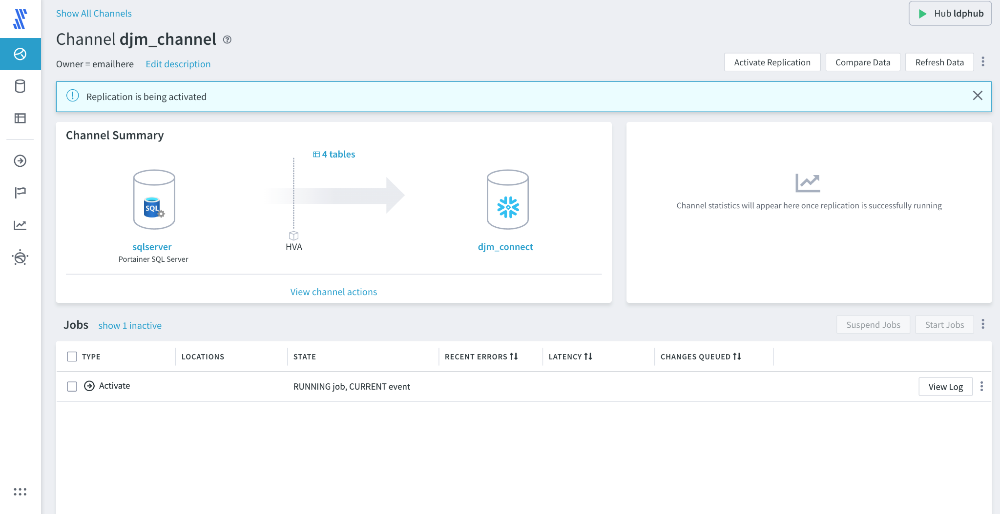 Show All Channels
Hub ldphub
Channel djm_channel
Owner = emailhere Edit description
Activate Replication Compare Data Refresh Data
Replication is being activated
Channel Summary
4 tables
SQL
sqlserver
Portainer SQL Server
HVA
djm_connect
View channel actions
Channel statistics will appear here once replication is successfully running
Jobs show 1 inactive
Suspend Jobs Start Jobs
TYPE LOCATIONS STATE RECENT ERRORS LATENCY CHANGES QUEUED
Activate RUNNING job, CURRENT event View Log